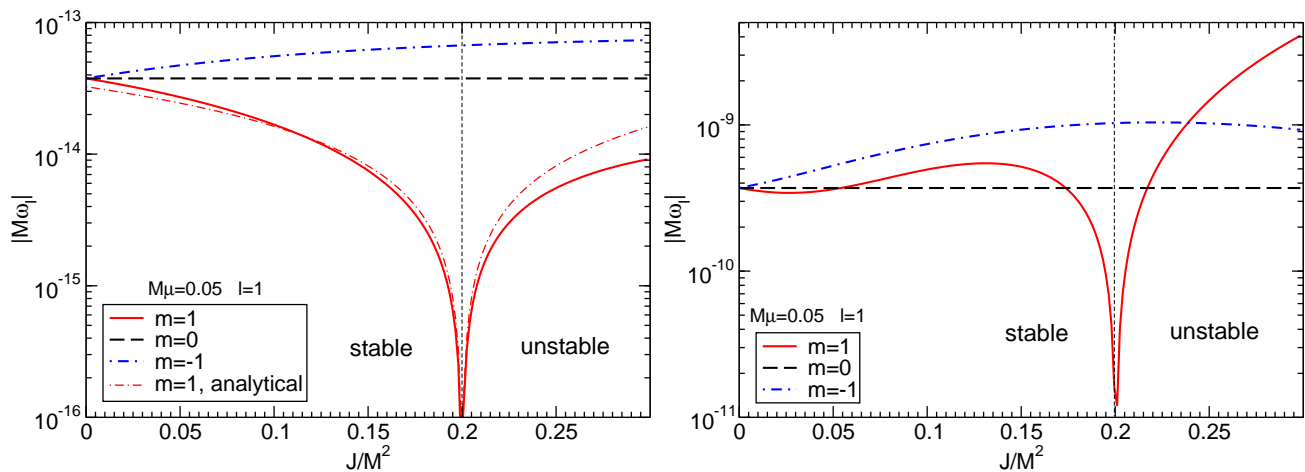 10^-13
10^-14
10^-15
10^-16
|Mω_I|
Mμ=0.05 l=1
m=1
m=0
m=-1
m=1, analytical
stable
unstable
0
0.05
0.1
0.15
0.2
0.25
J/M^2
10^-9
10^-10
10^-11
|Mω_I|
Mμ=0.05 l=1
m=1
m=0
m=-1
stable
unstable
0
0.05
0.1
0.15
0.2
0.25
J/M^2